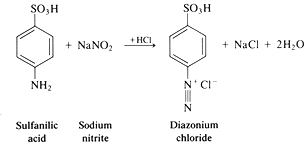 SO₃H SO₃H
+ NaNO₂ +HCl + NaCl + 2H₂O
NH₂ N⁺ Cl⁻
N
Sulfanilic acid Sodium nitrite Diazonium chloride